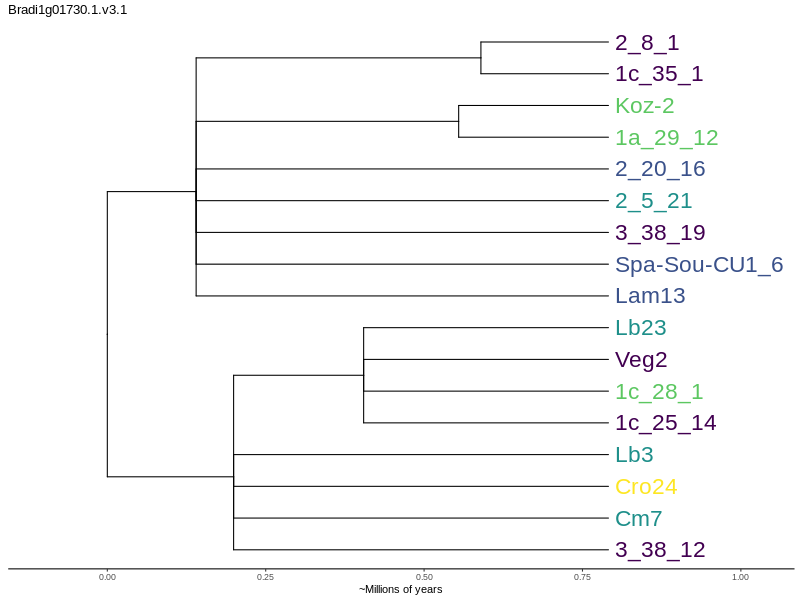 Bradi1g01730.1.v3.1
2_8_1
1c_35_1
Koz-2
1a_29_12
2_20_16
2_5_21
3_38_19
Spa-Sou-CU1_6
Lam13
Lb23
Veg2
1c_28_1
1c_25_14
Lb3
Cro24
Cm7
3_38_12
0.00 0.25 0.50 0.75 1.00
~Millions of years